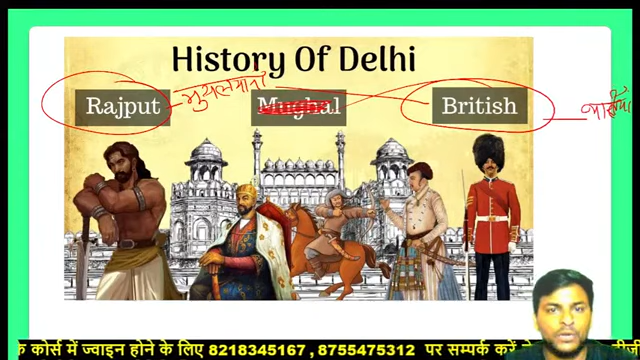 History Of Delhi
मुसलमानों
Rajput Mughal British
क कोर्स में ज्वाइन होने के लिए 8218345167 , 8755475312 पर सम्पर्क करें